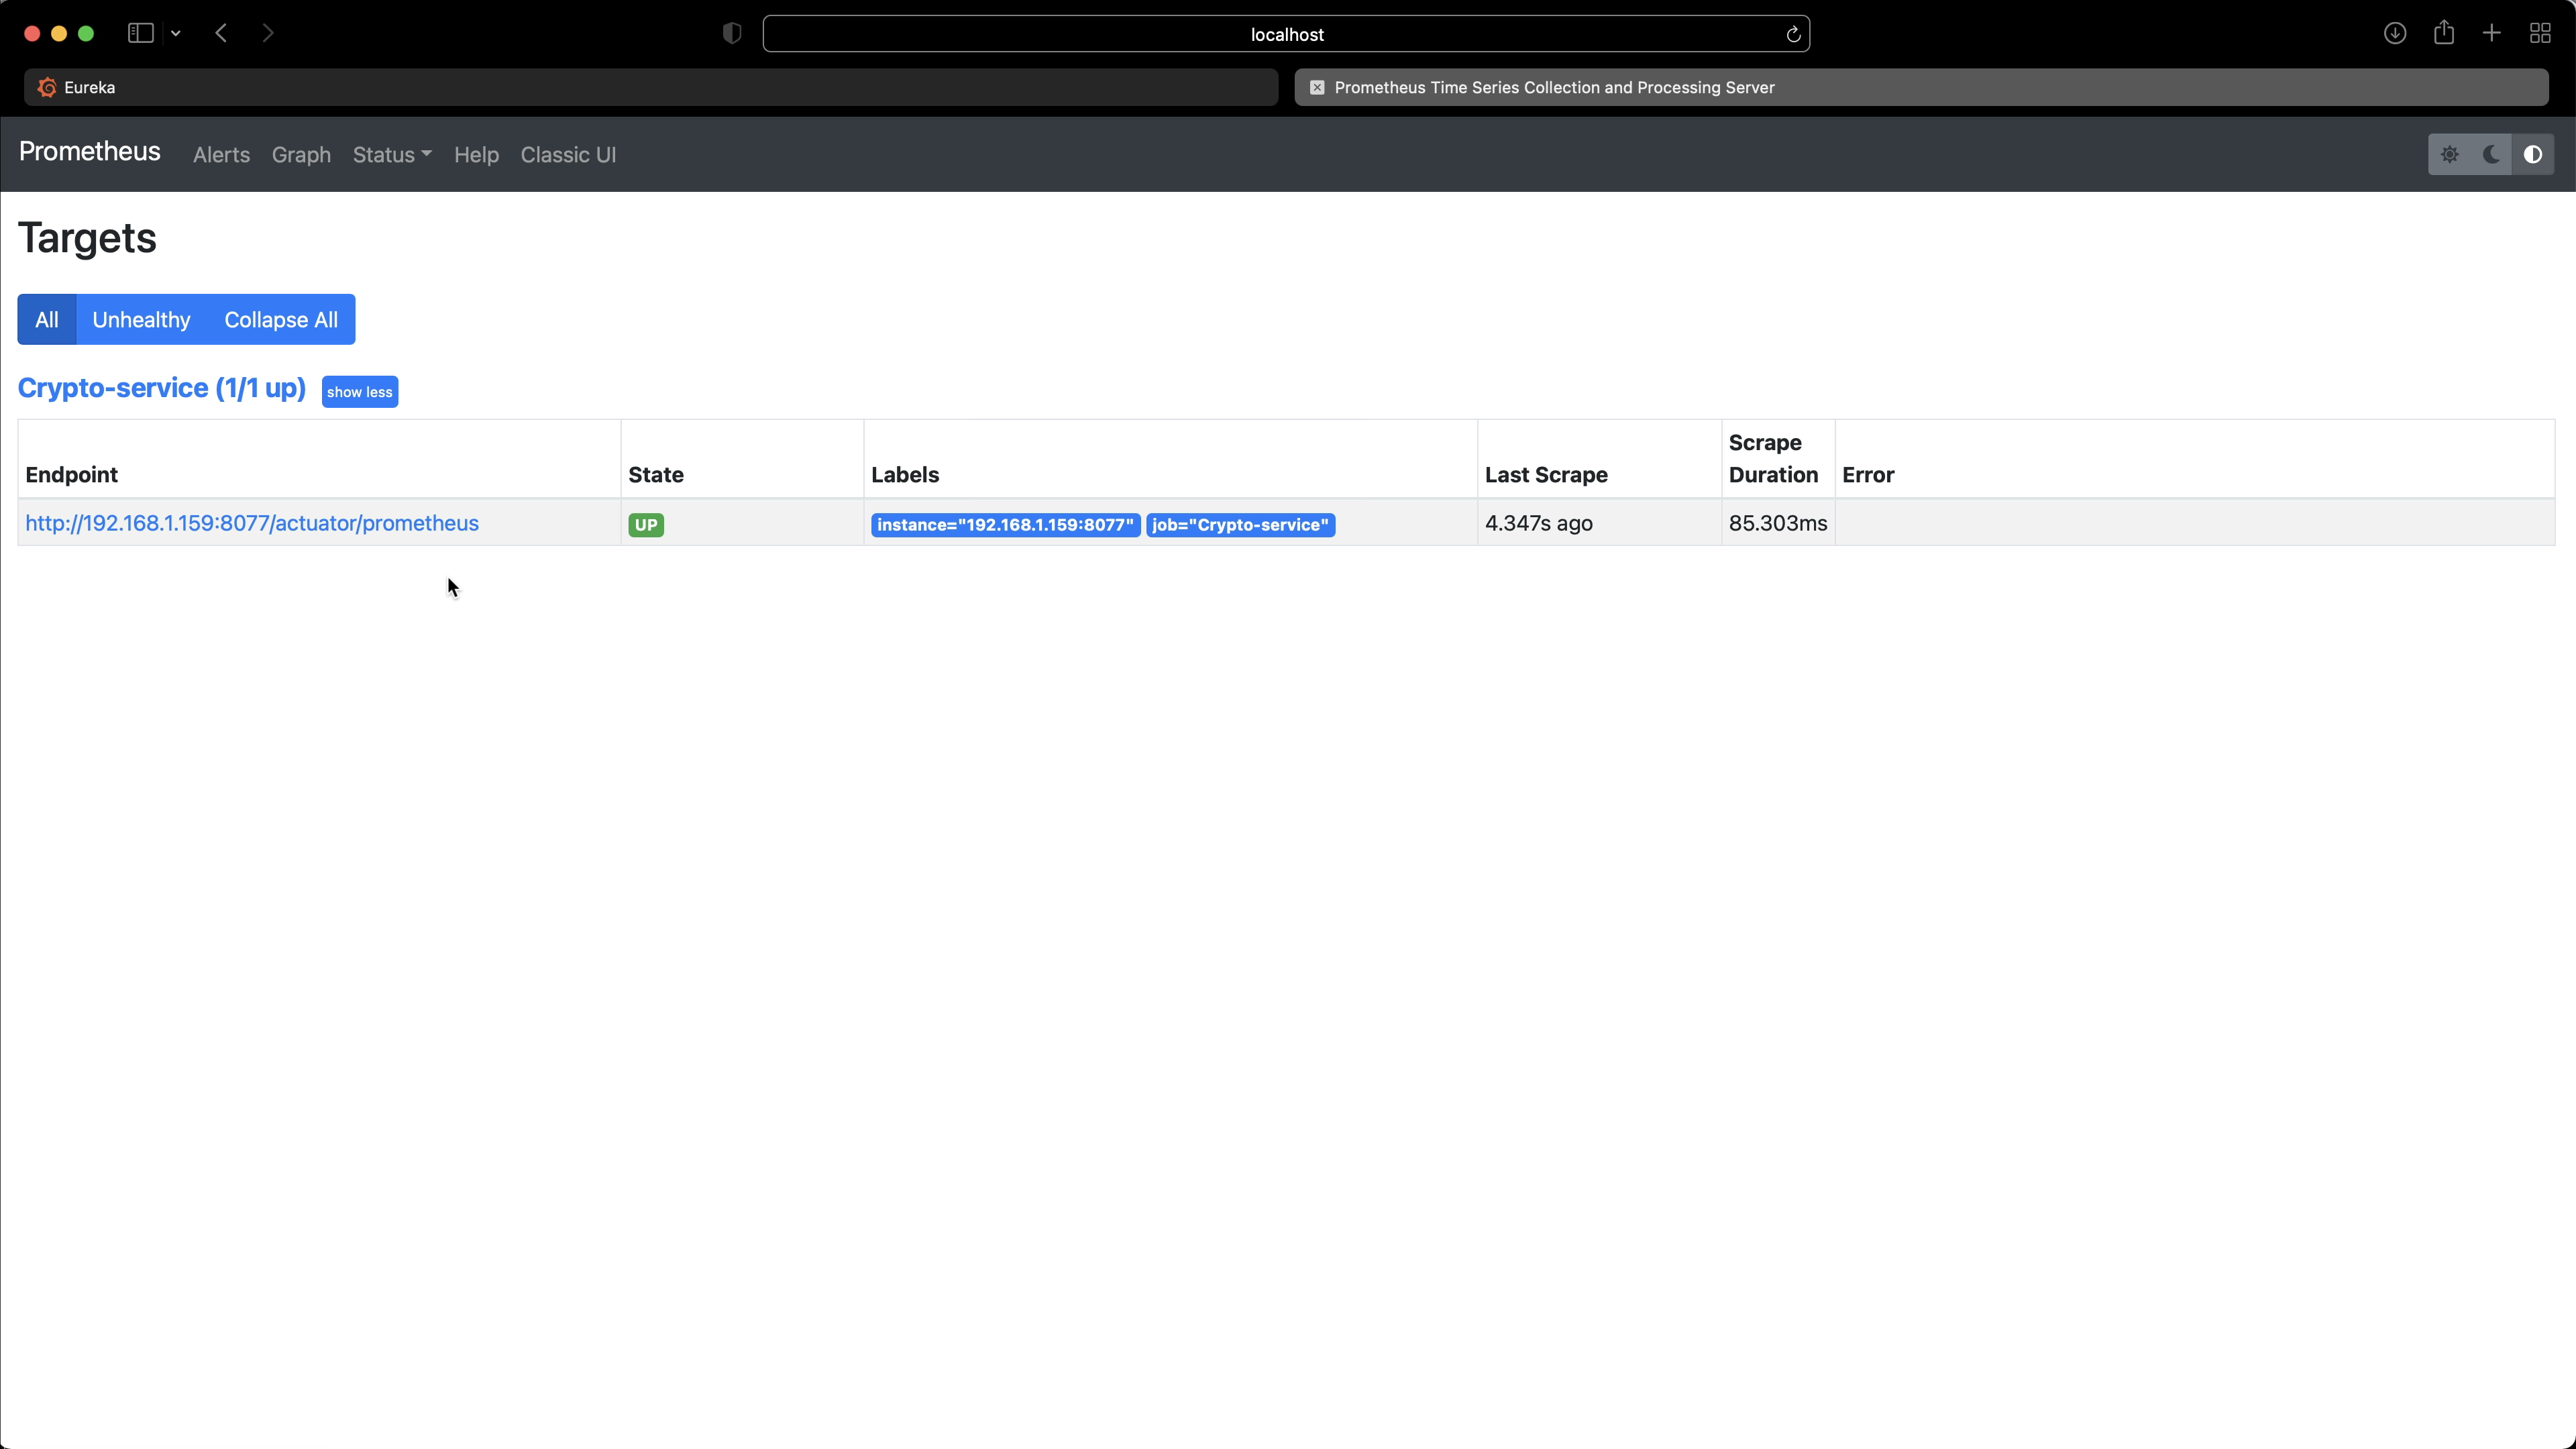 localhost
Eureka
Prometheus Time Series Collection and Processing Server
Prometheus Alerts Graph Status Help Classic UI
Targets
All Unhealthy Collapse All
Crypto-service (1/1 up) show less
Endpoint State Labels Last Scrape Scrape Duration Error
http://192.168.1.159:8077/actuator/prometheus UP instance="192.168.1.159:8077" job="Crypto-service" 4.347s ago 85.303ms